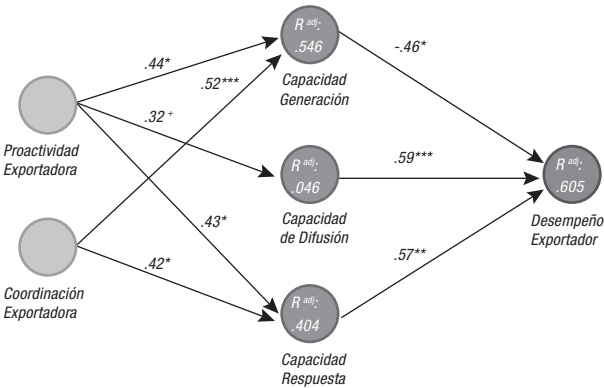 R adj:
.546
Capacidad
Generación
.44*
.52***
.32 +
-.46*
Proactividad
Exportadora
R adj:
.046
Capacidad
de Difusión
.59***
R adj:
.605
Desempeño
Exportador
.43*
.42*
Coordinación
Exportadora
.57**
R adj:
.404
Capacidad
Respuesta